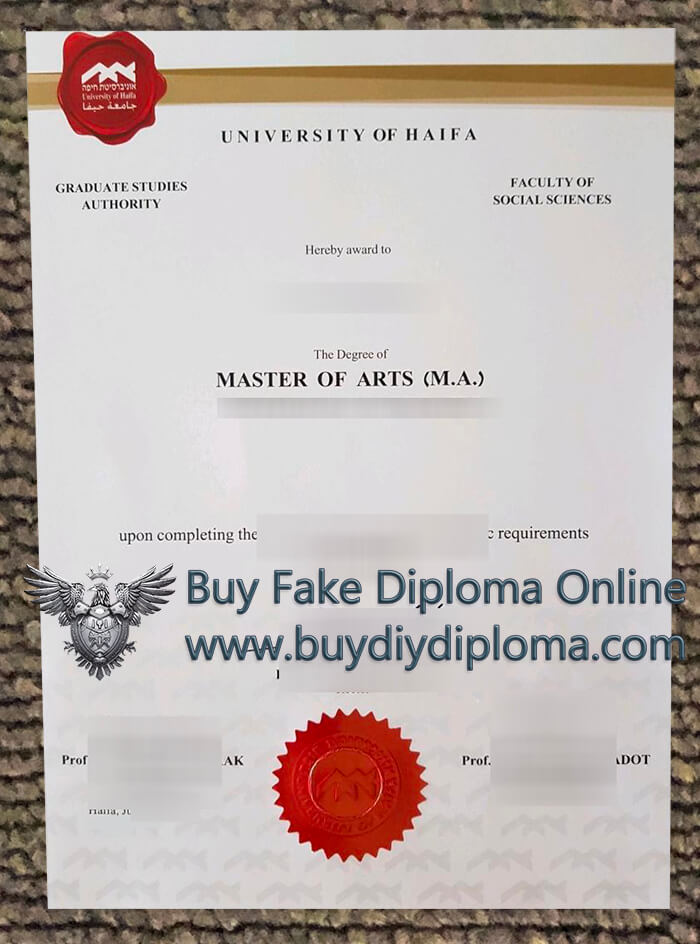 אוניברסיטת חיפה
University of Haifa
جامعة حيفا
UNIVERSITY OF HAIFA
GRADUATE STUDIES
AUTHORITY
FACULTY OF
SOCIAL SCIENCES
Hereby award to
The Degree of
MASTER OF ARTS (M.A.)
upon completing the requirements
Buy Fake Diploma Online
www.buydiydiploma.com
Prof AK
Prof. ADOT
Haifa,